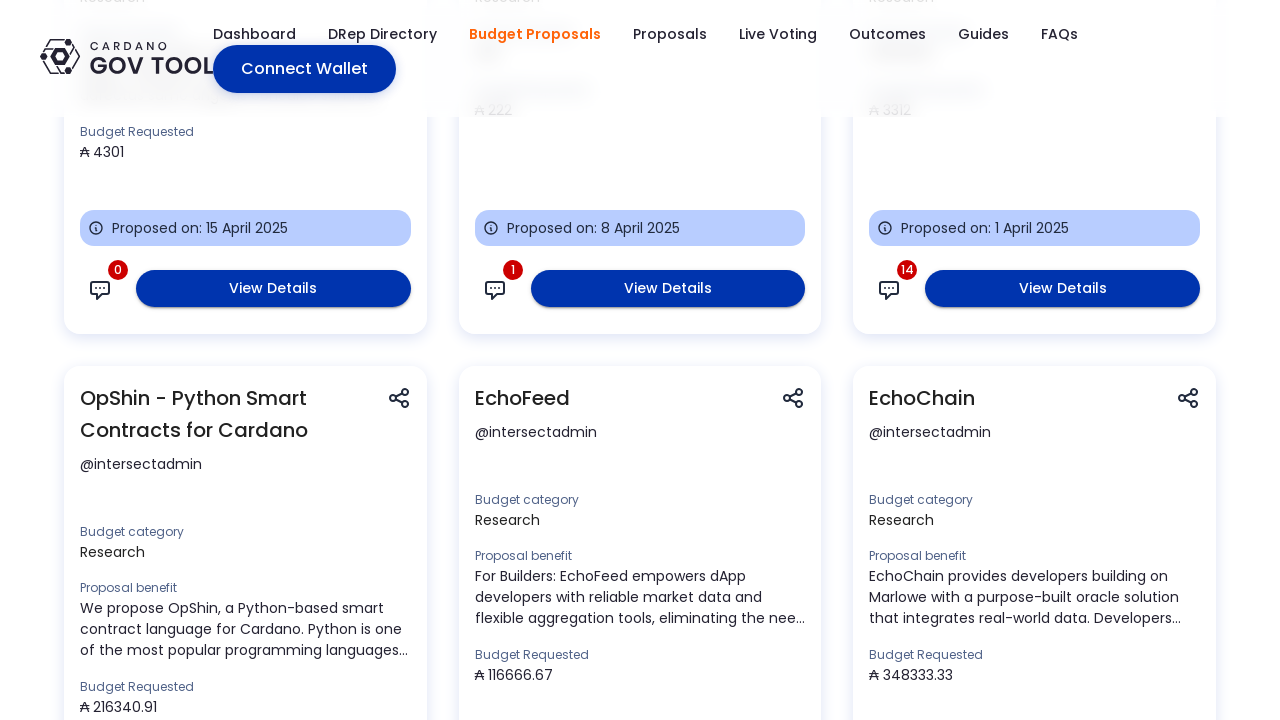 Dashboard
DRep Directory
Budget Proposals
Proposals
Live Voting
Outcomes
Guides
FAQs
CARDANO
GOV TOOL
Connect Wallet
₳ 222
₳ 3312
Budget Requested
₳ 4301
Proposed on: 15 April 2025
Proposed on: 8 April 2025
Proposed on: 1 April 2025
0
View Details
1
View Details
14
View Details
OpShin - Python Smart
Contracts for Cardano
@intersectadmin
Budget category
Research
Proposal benefit
We propose OpShin, a Python-based smart
contract language for Cardano. Python is one
of the most popular programming languages...
Budget Requested
₳ 216340.91
EchoFeed
@intersectadmin
Budget category
Research
Proposal benefit
For Builders: EchoFeed empowers dApp
developers with reliable market data and
flexible aggregation tools, eliminating the nee...
Budget Requested
₳ 116666.67
EchoChain
@intersectadmin
Budget category
Research
Proposal benefit
EchoChain provides developers building on
Marlowe with a purpose-built oracle solution
that integrates real-world data. Developers...
Budget Requested
₳ 348333.33